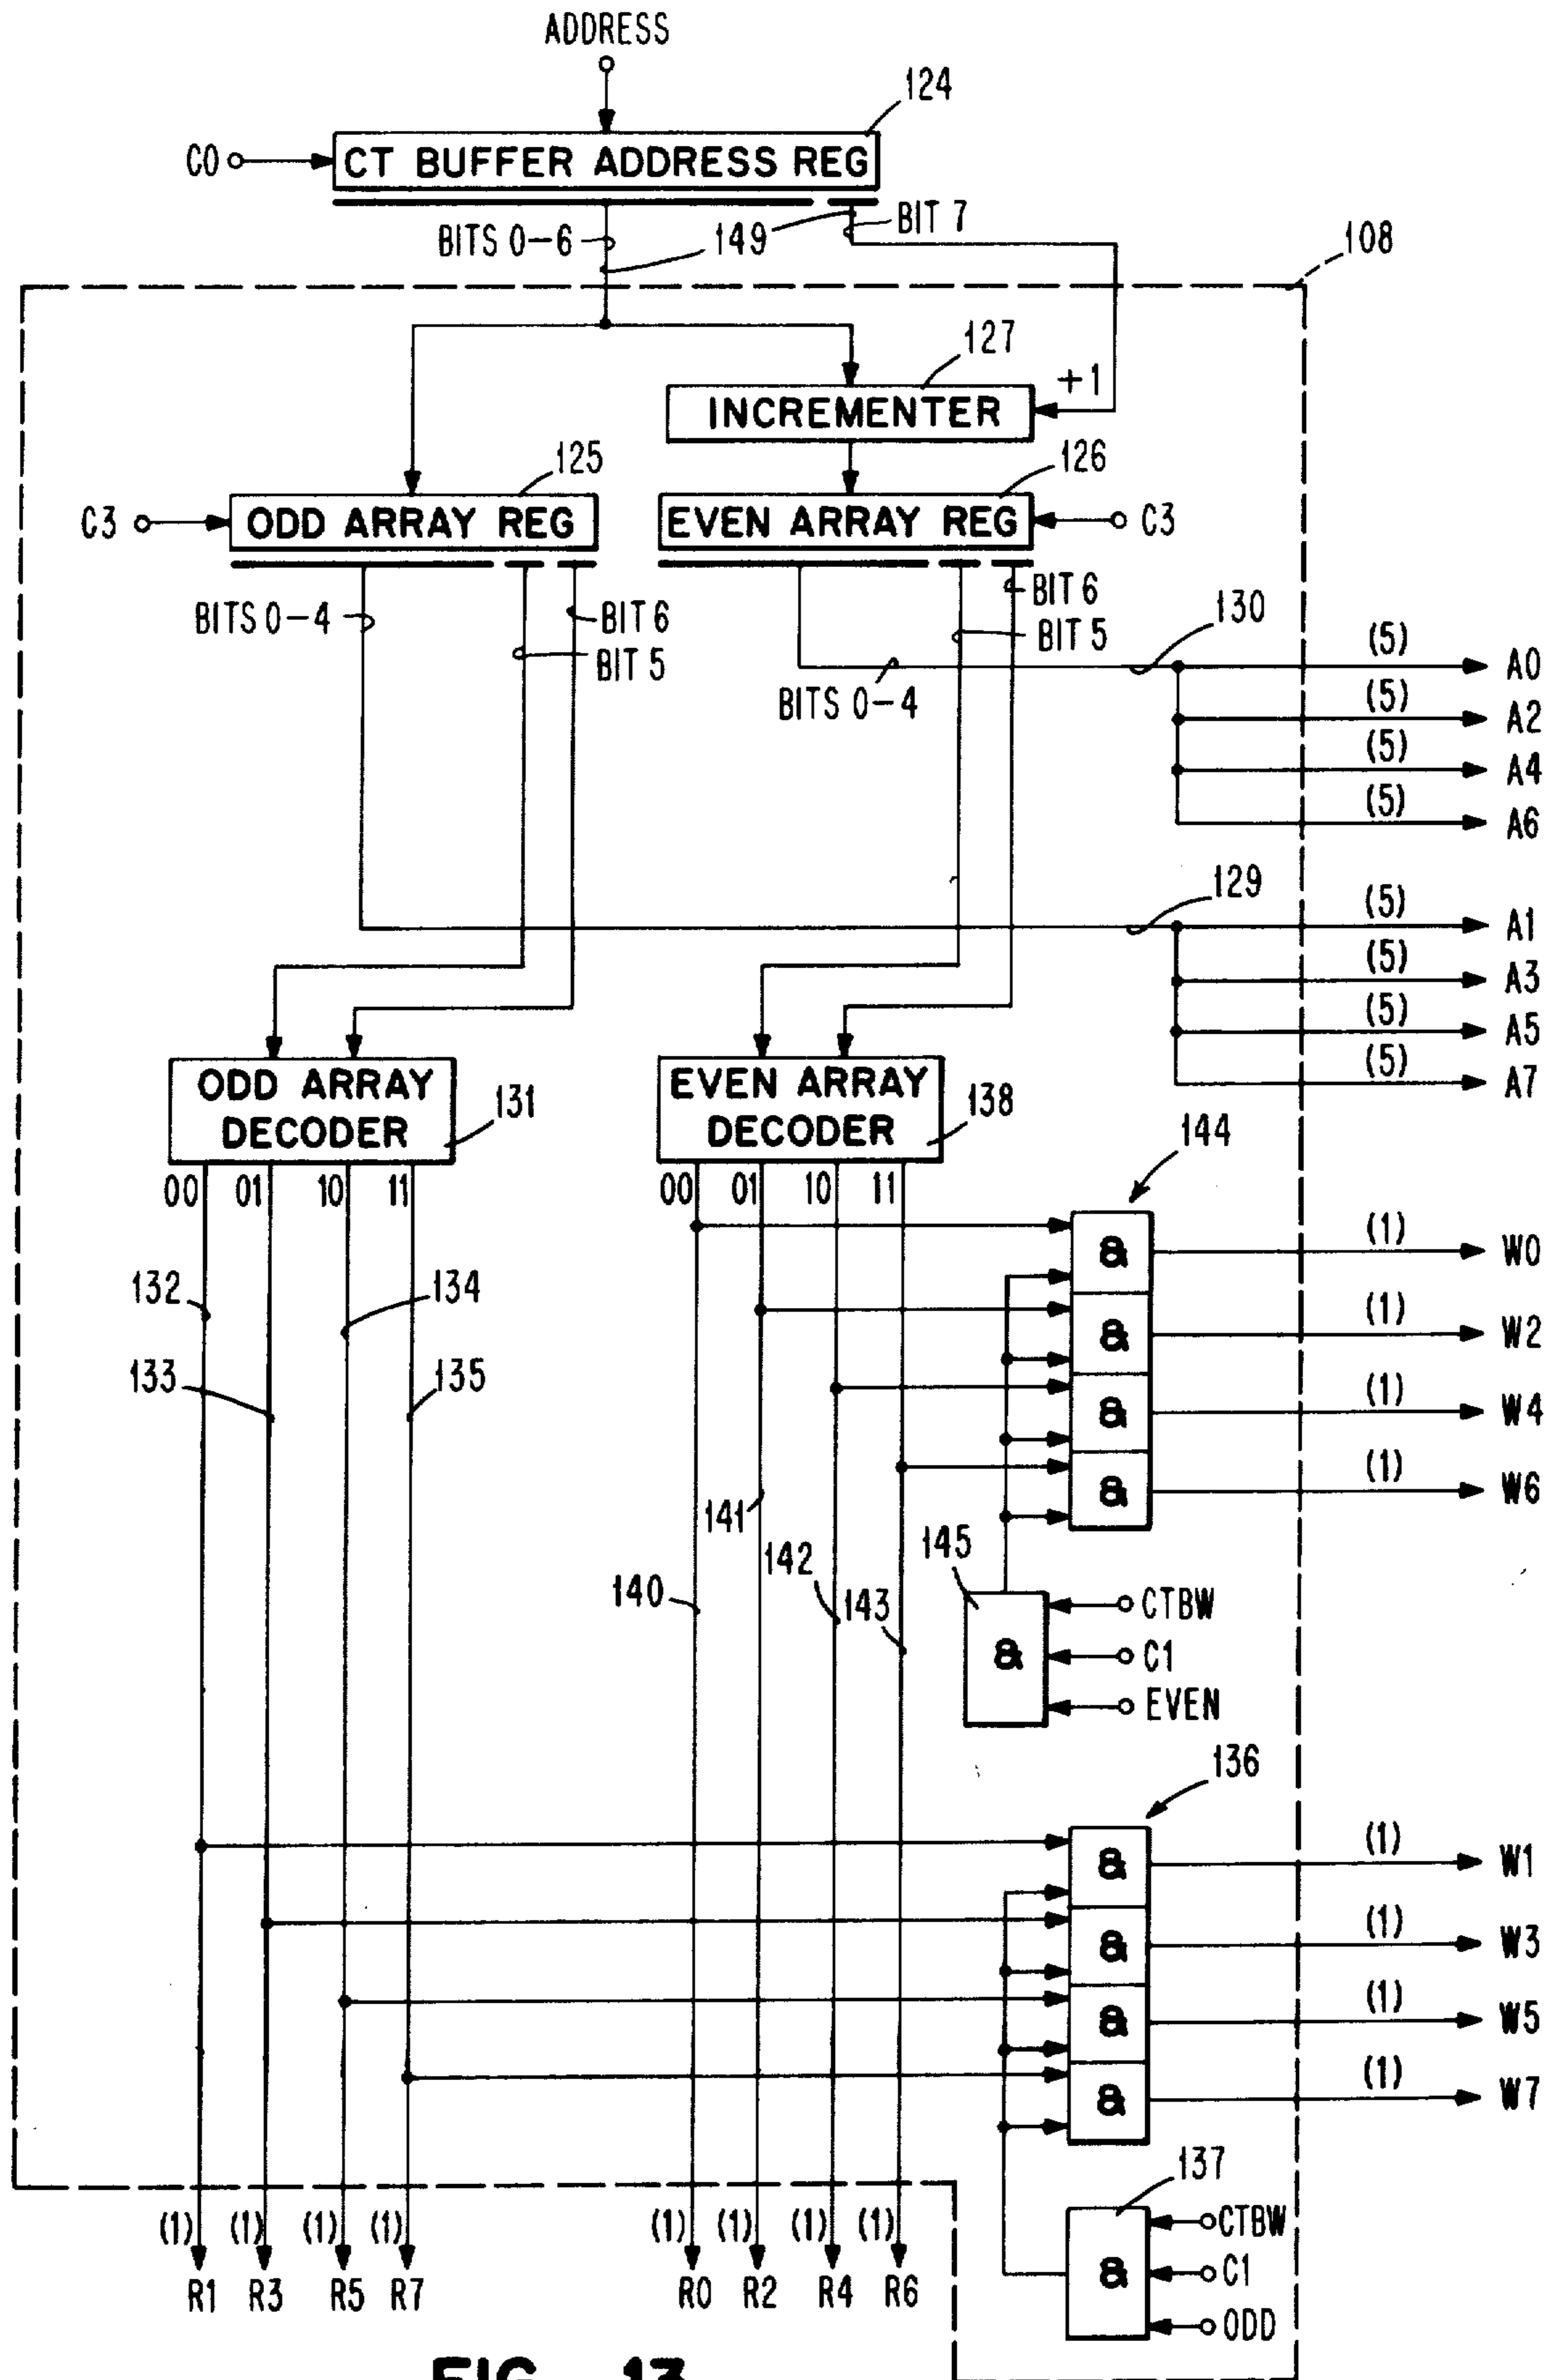 ADDRESS
124
C0
CT BUFFER ADDRESS REG
BITS 0-6
149
BIT 7
108
127
+1
INCREMENTER
125
126
C3
ODD ARRAY REG
EVEN ARRAY REG
C3
BITS 0-4
BIT 6
BIT 5
BIT 6
BIT 5
BITS 0-4
130
(5)
A0
(5)
A2
(5)
A4
(5)
A6
129
(5)
A1
(5)
A3
(5)
A5
(5)
A7
ODD ARRAY
DECODER
131
EVEN ARRAY
DECODER
138
00 01 10 11
00 01 10 11
144
132
134
133
135
&
(1)
W0
&
(1)
W2
&
(1)
W4
&
(1)
W6
141
142
145
140
143
&
CTBW
C1
EVEN
136
&
(1)
W1
&
(1)
W3
&
(1)
W5
&
(1)
W7
137
&
CTBW
C1
ODD
(1) (1) (1) (1)
(1) (1) (1) (1)
R1 R3 R5 R7
R0 R2 R4 R6
FIG. 13